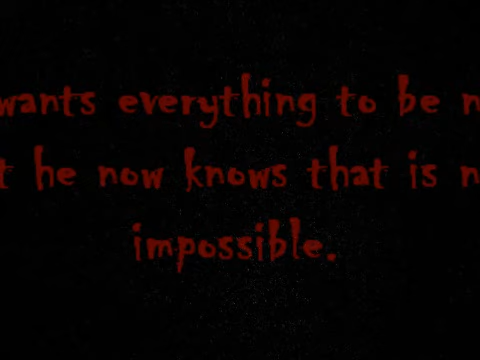 wants everything to be
he now knows that is
impossible.